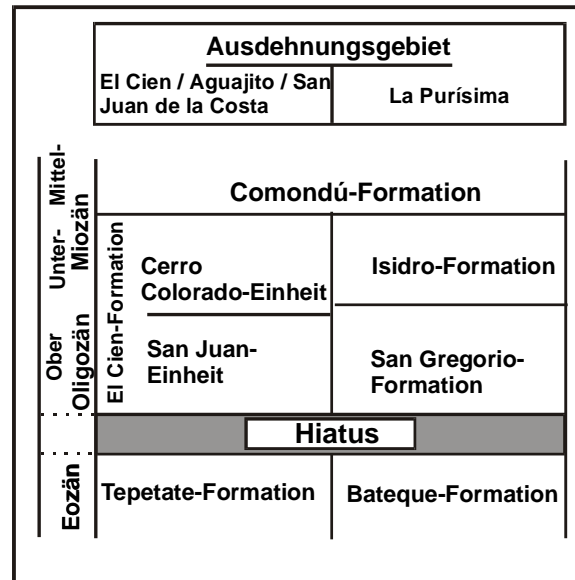 Ausdehnungsgebiet
El Cien / Aguajito / San
Juan de la Costa
La Purísima
Mittel-
Unter-
Miozän
Ober
Oligozän
Eozän
Comondú-Formation
El Cien-Formation
Cerro
Colorado-Einheit
Isidro-Formation
San Juan-
Einheit
San Gregorio-
Formation
Hiatus
Tepetate-Formation
Bateque-Formation